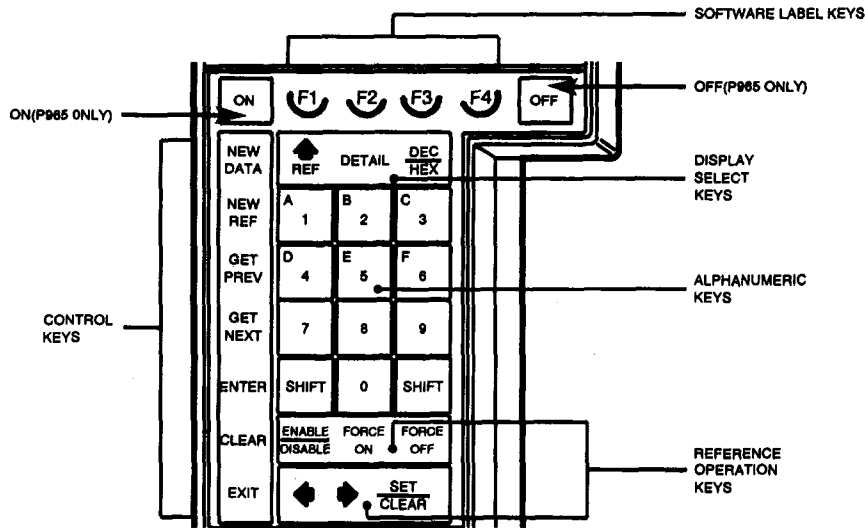 SOFTWARE LABEL KEYS
ON F1 F2 F3 F4 OFF
OFF(P965 ONLY)
ON(P965 ONLY)
NEW DATA
REF DETAIL DEC HEX
DISPLAY SELECT KEYS
NEW REF
A 1 B 2 C 3
GET PREV
D 4 E 5 F 6
ALPHANUMERIC KEYS
CONTROL KEYS
GET NEXT
7 8 9
ENTER SHIFT 0 SHIFT
CLEAR
ENABLE DISABLE FORCE ON FORCE OFF
REFERENCE OPERATION KEYS
EXIT SET CLEAR